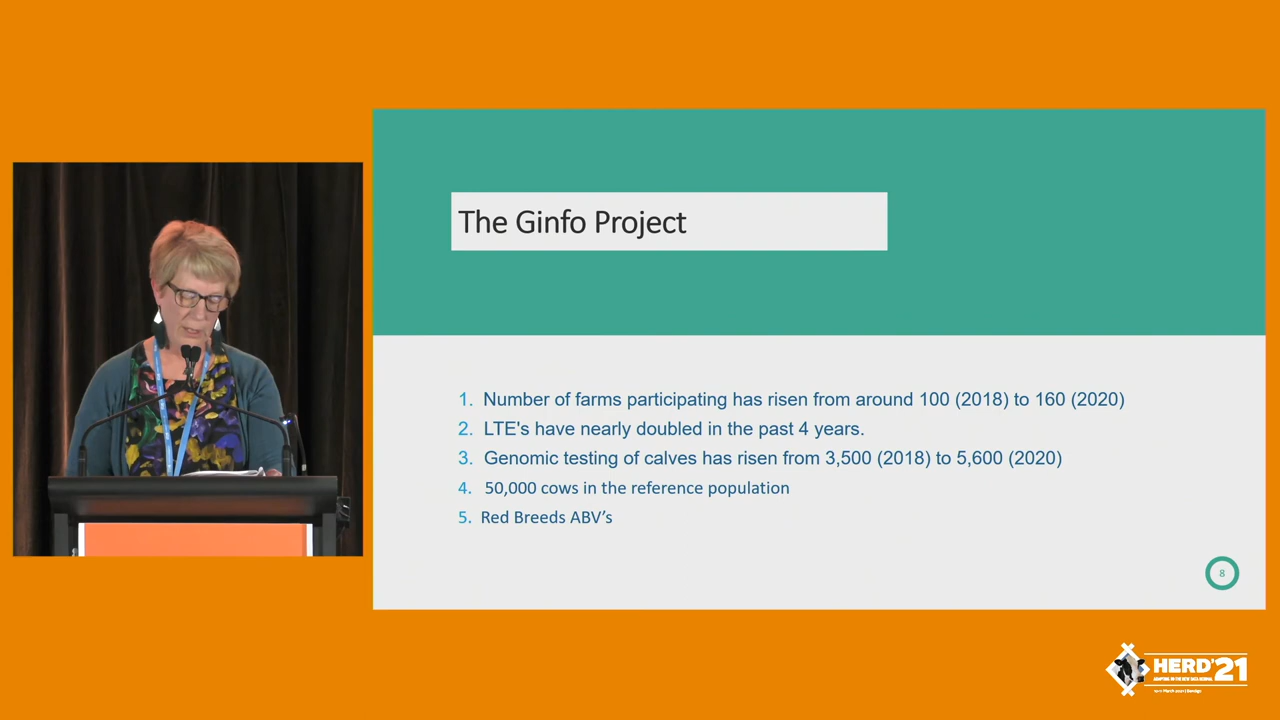 The Ginfo Project
1. Number of farms participating has risen from around 100 (2018) to 160 (2020)
2. LTE's have nearly doubled in the past 4 years.
3. Genomic testing of calves has risen from 3,500 (2018) to 5,600 (2020)
4. 50,000 cows in the reference population
5. Red Breeds ABV’s
8
HERD'21